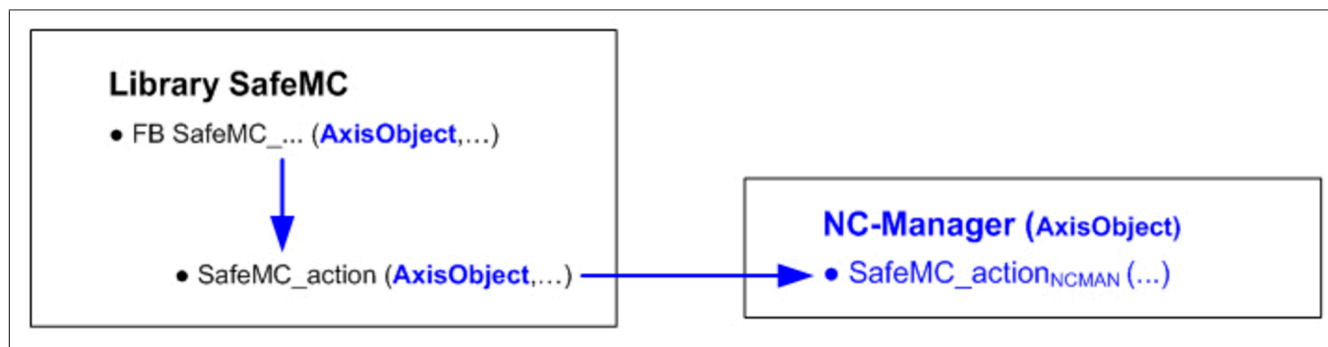 Library SafeMC
● FB SafeMC_... (AxisObject,...)
● SafeMC_action (AxisObject,...)
NC-Manager (AxisObject)
● SafeMC_actionNCMAN (...)